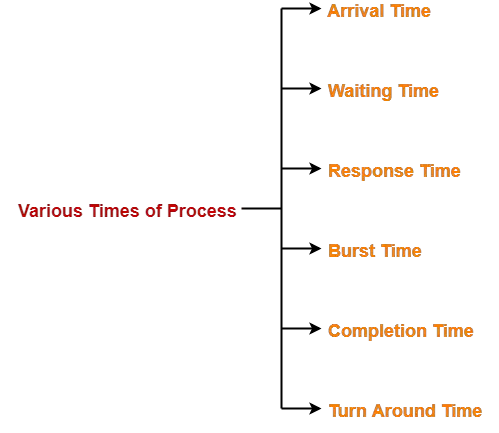 Arrival Time
Waiting Time
Response Time
Various Times of Process
Burst Time
Completion Time
Turn Around Time